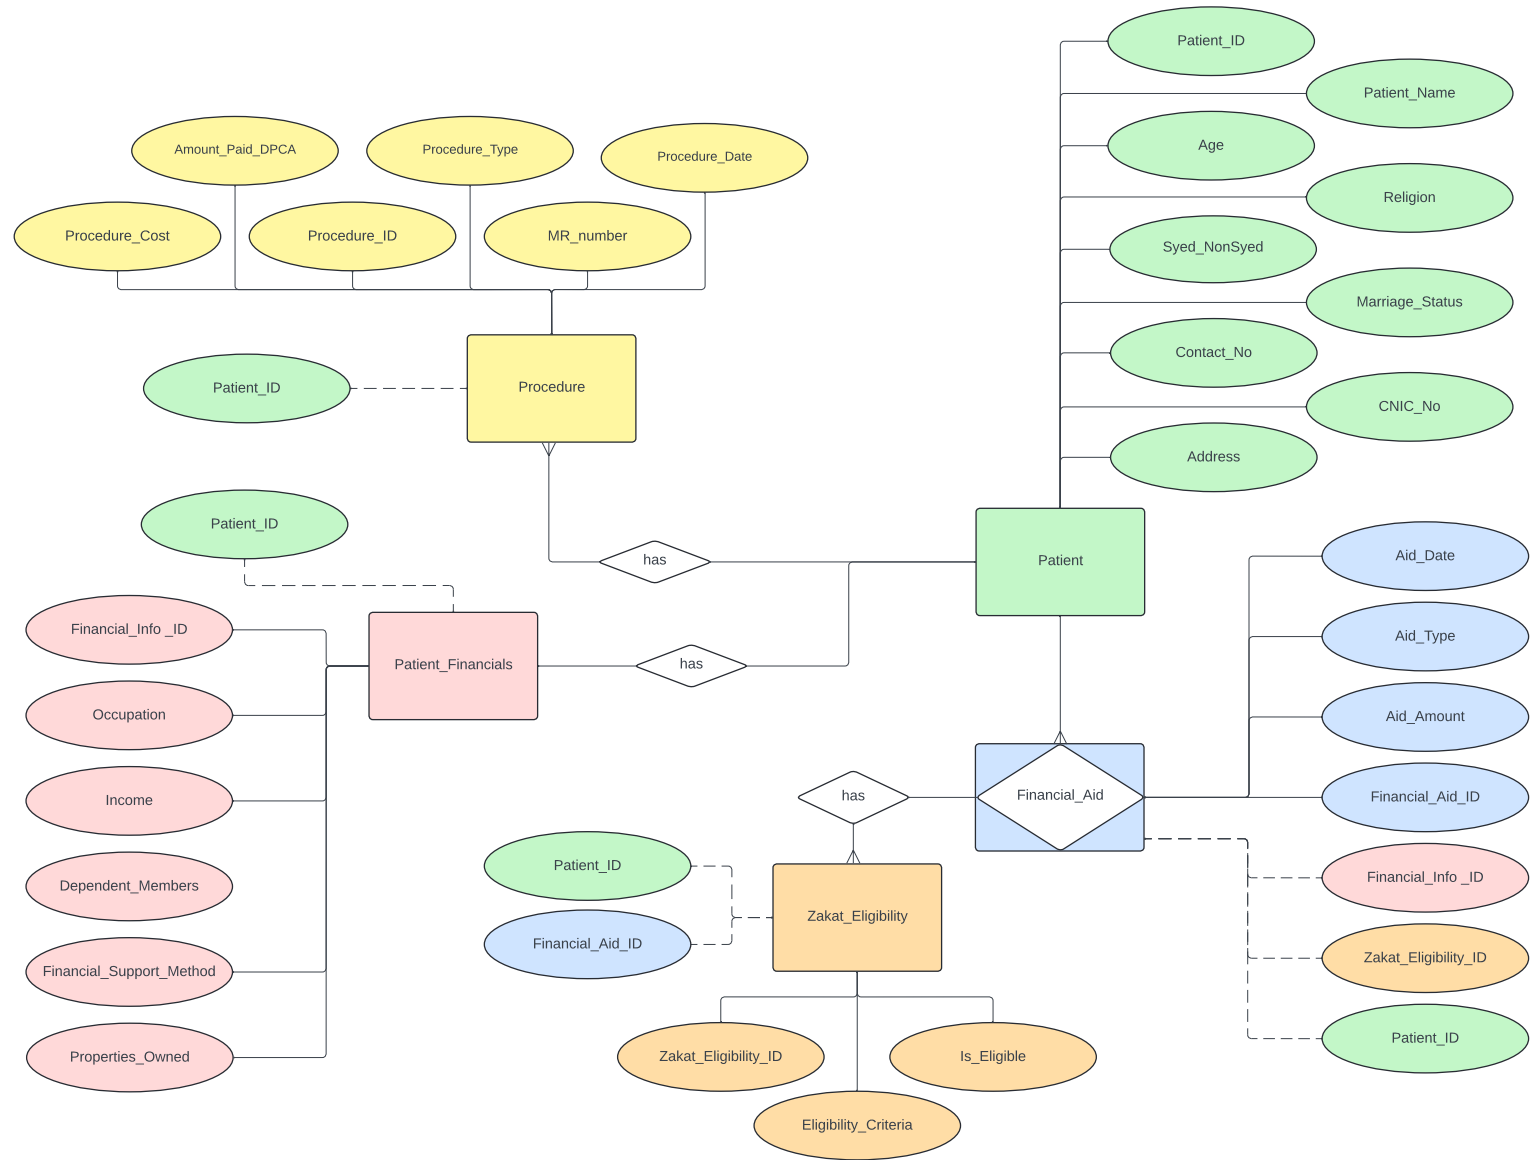 Patient_ID
Patient_Name
Age
Religion
Syed_NonSyed
Marriage_Status
Contact_No
CNIC_No
Address
Amount_Paid_DPCA
Procedure_Type
Procedure_Date
Procedure_Cost
Procedure_ID
MR_number
Patient_ID
Procedure
Patient_ID
has
Patient
Financial_Info _ID
Patient_Financials
has
Occupation
Income
Dependent_Members
Financial_Support_Method
Properties_Owned
Aid_Date
Aid_Type
Aid_Amount
has
Financial_Aid
Financial_Aid_ID
Patient_ID
Financial_Aid_ID
Zakat_Eligibility
Financial_Info _ID
Zakat_Eligibility_ID
Patient_ID
Zakat_Eligibility_ID
Is_Eligible
Eligibility_Criteria